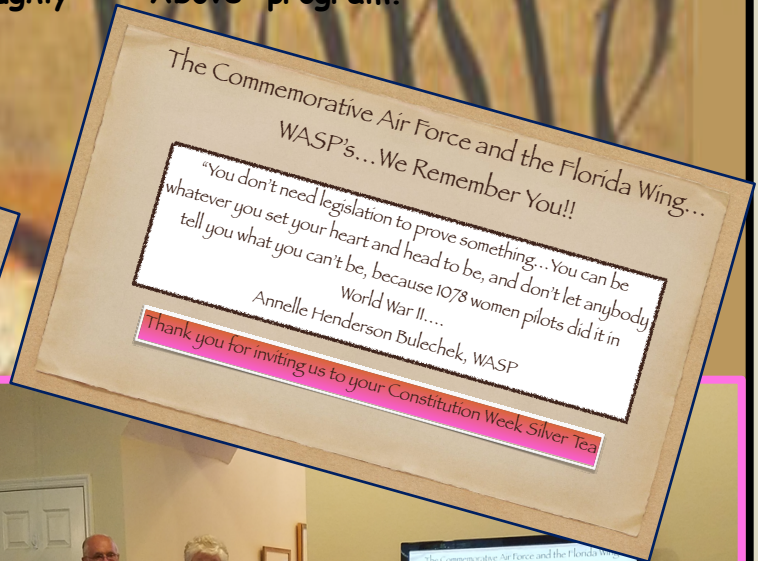 Above program!
The Commemorative Air Force and the Florida Wing...
WASP's...We Remember You!!
"You don't need legislation to prove something...You can be
whatever you set your heart and head to be, and don't let anybody
tell you what you can't be, because 1078 women pilots did it in
World War II....
Annelle Henderson Bulechek, WASP
Thank you for inviting us to your Constitution Week Silver Tea
The Commemorative Air Force and the Florida Wing